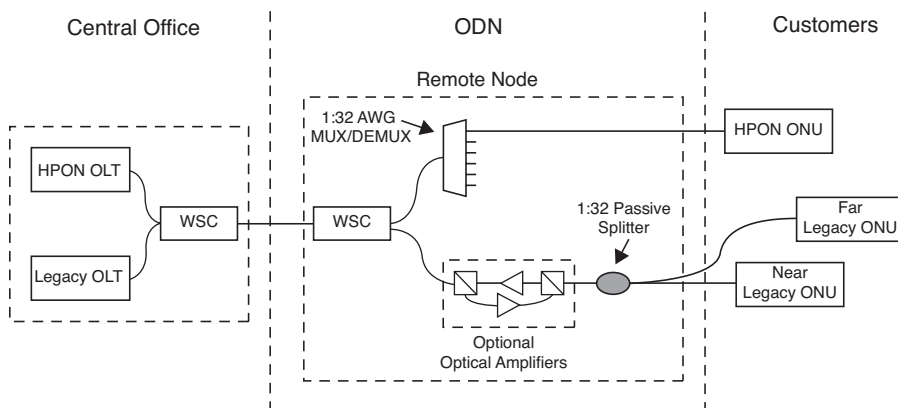 Central Office
ODN
Customers
Remote Node
1:32 AWG
MUX/DEMUX
HPON ONU
HPON OLT
WSC
WSC
1:32 Passive
Splitter
Far
Legacy ONU
Legacy OLT
Near
Legacy ONU
Optional
Optical Amplifiers